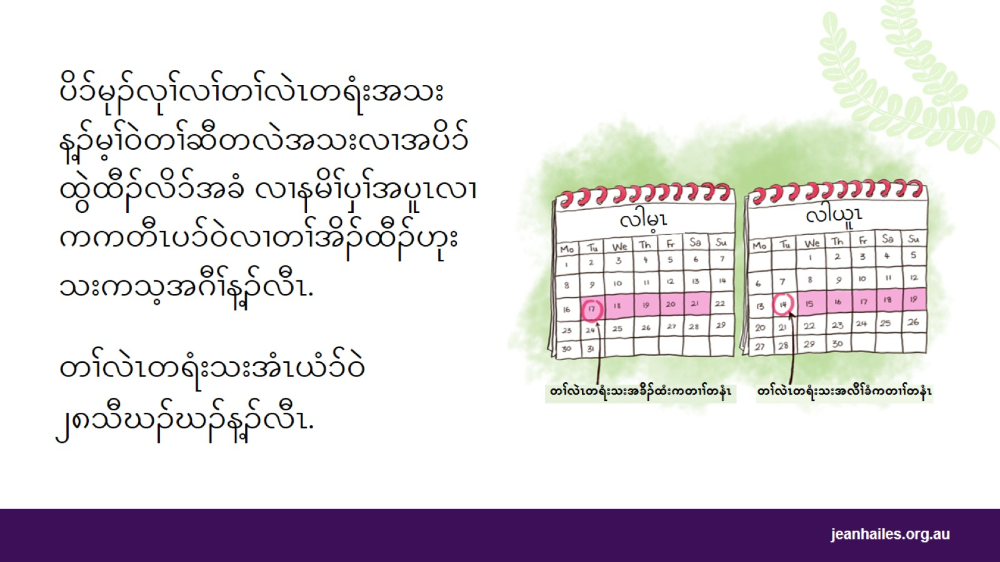 ပိာ်မုၣ်လုၢ်လၢ်တၢ်လဲၤတရံးအသး
န့ၣ်မ့ၢ်ဝဲတၢ်ဆီတလဲအသးလၢအပိာ်
ထွဲထီၣ်လိာ်အခံ လၢနမိၢ်ပှၢ်အပူၤလၢ
ကကတီၤပာ်ဝဲလၢတၢ်အိၣ်ထီၣ်ဟုး
သးကသ့အဂီၢ်န့ၣ်လီၤ.
တၢ်လဲၤတရံးသးအံၤယံာ်ဝဲ
၂၈သီဃၣ်ဃၣ်န့ၣ်လီၤ.
လါမ့ၤ
Mo Tu We Th Fr Sa Su
1 2 3 4 5 6 7
8 9 10 11 12 13 14
16 17 18 19 20 21 22
23 24 25 26 27 28 29
30 31
တၢ်လဲၤတရံးသးအခီၣ်ထံးကတၢၢ်တနံၤ
လါယူၤ
Mo Tu We Th Fr Sa Su
1 2 3 4 5
6 7 8 9 10 11 12
13 14 15 16 17 18 19
20 21 22 23 24 25 26
27 28 29 30
တၢ်လဲၤတရံးသးအလီၢ်ခံကတၢၢ်တနံၤ
jeanhailes.org.au